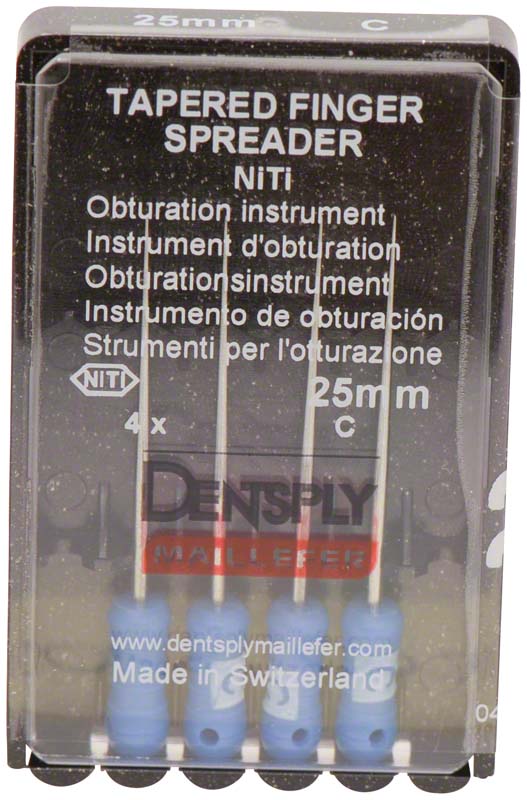 25mm C
TAPERED FINGER
SPREADER
NiTi
Obturation instrument
Instrument d'obturation
Obturationsinstrument
Instrumento de obturación
Strumenti per l'otturazione
NiTi
25mm
4 x
C
DENTSPLY
MAILLEFER
www.dentsplymaillefer.com
Made in Switzerland
C C C
04